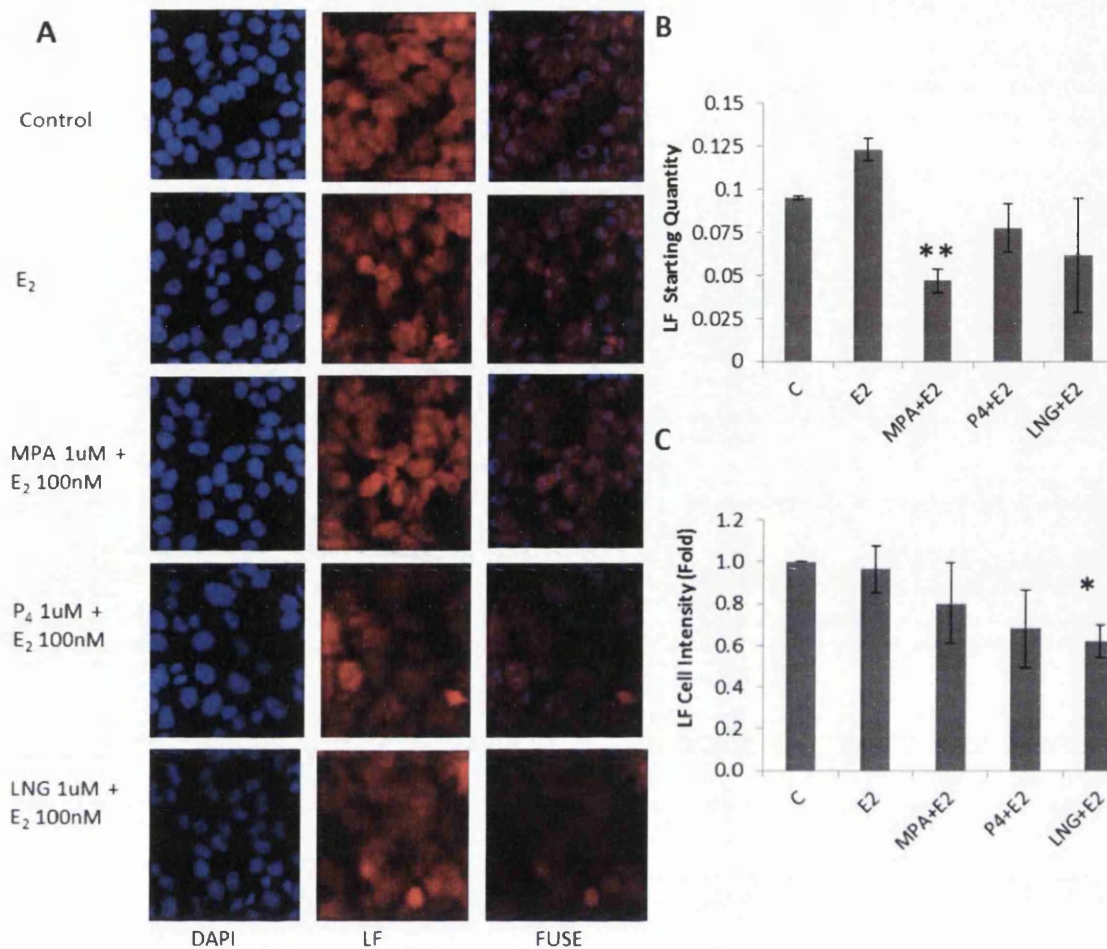 A
Control
E2
MPA 1uM +
E2 100nM
P4 1uM +
E2 100nM
LNG 1uM +
E2 100nM
DAPI
LF
FUSE
B
LF Starting Quantity
0.15
0.125
0.1
0.075
0.05
0.025
0
**
C
E2
MPA+E2
P4+E2
LNG+E2
C
LF Cell Intensity (Fold)
1.2
1.0
0.8
0.6
0.4
0.2
0.0
*
C
E2
MPA+E2
P4+E2
LNG+E2